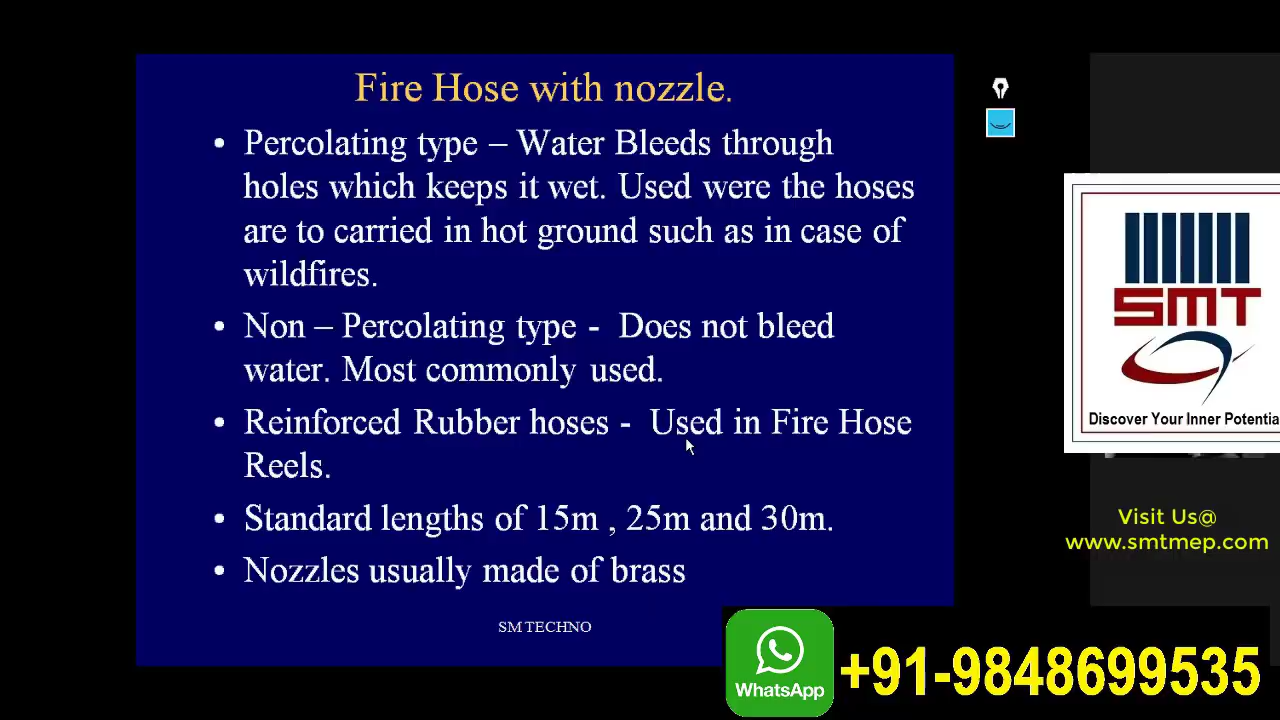 Fire Hose with nozzle.
• Percolating type – Water Bleeds through
holes which keeps it wet. Used were the hoses
are to carried in hot ground such as in case of
wildfires.
• Non – Percolating type - Does not bleed
water. Most commonly used.
• Reinforced Rubber hoses - Used in Fire Hose
Reels.
• Standard lengths of 15m , 25m and 30m.
• Nozzles usually made of brass
SM TECHNO
SMT
Discover Your Inner Potentia
Visit Us@
www.smtmep.com
WhatsApp
+91-9848699535